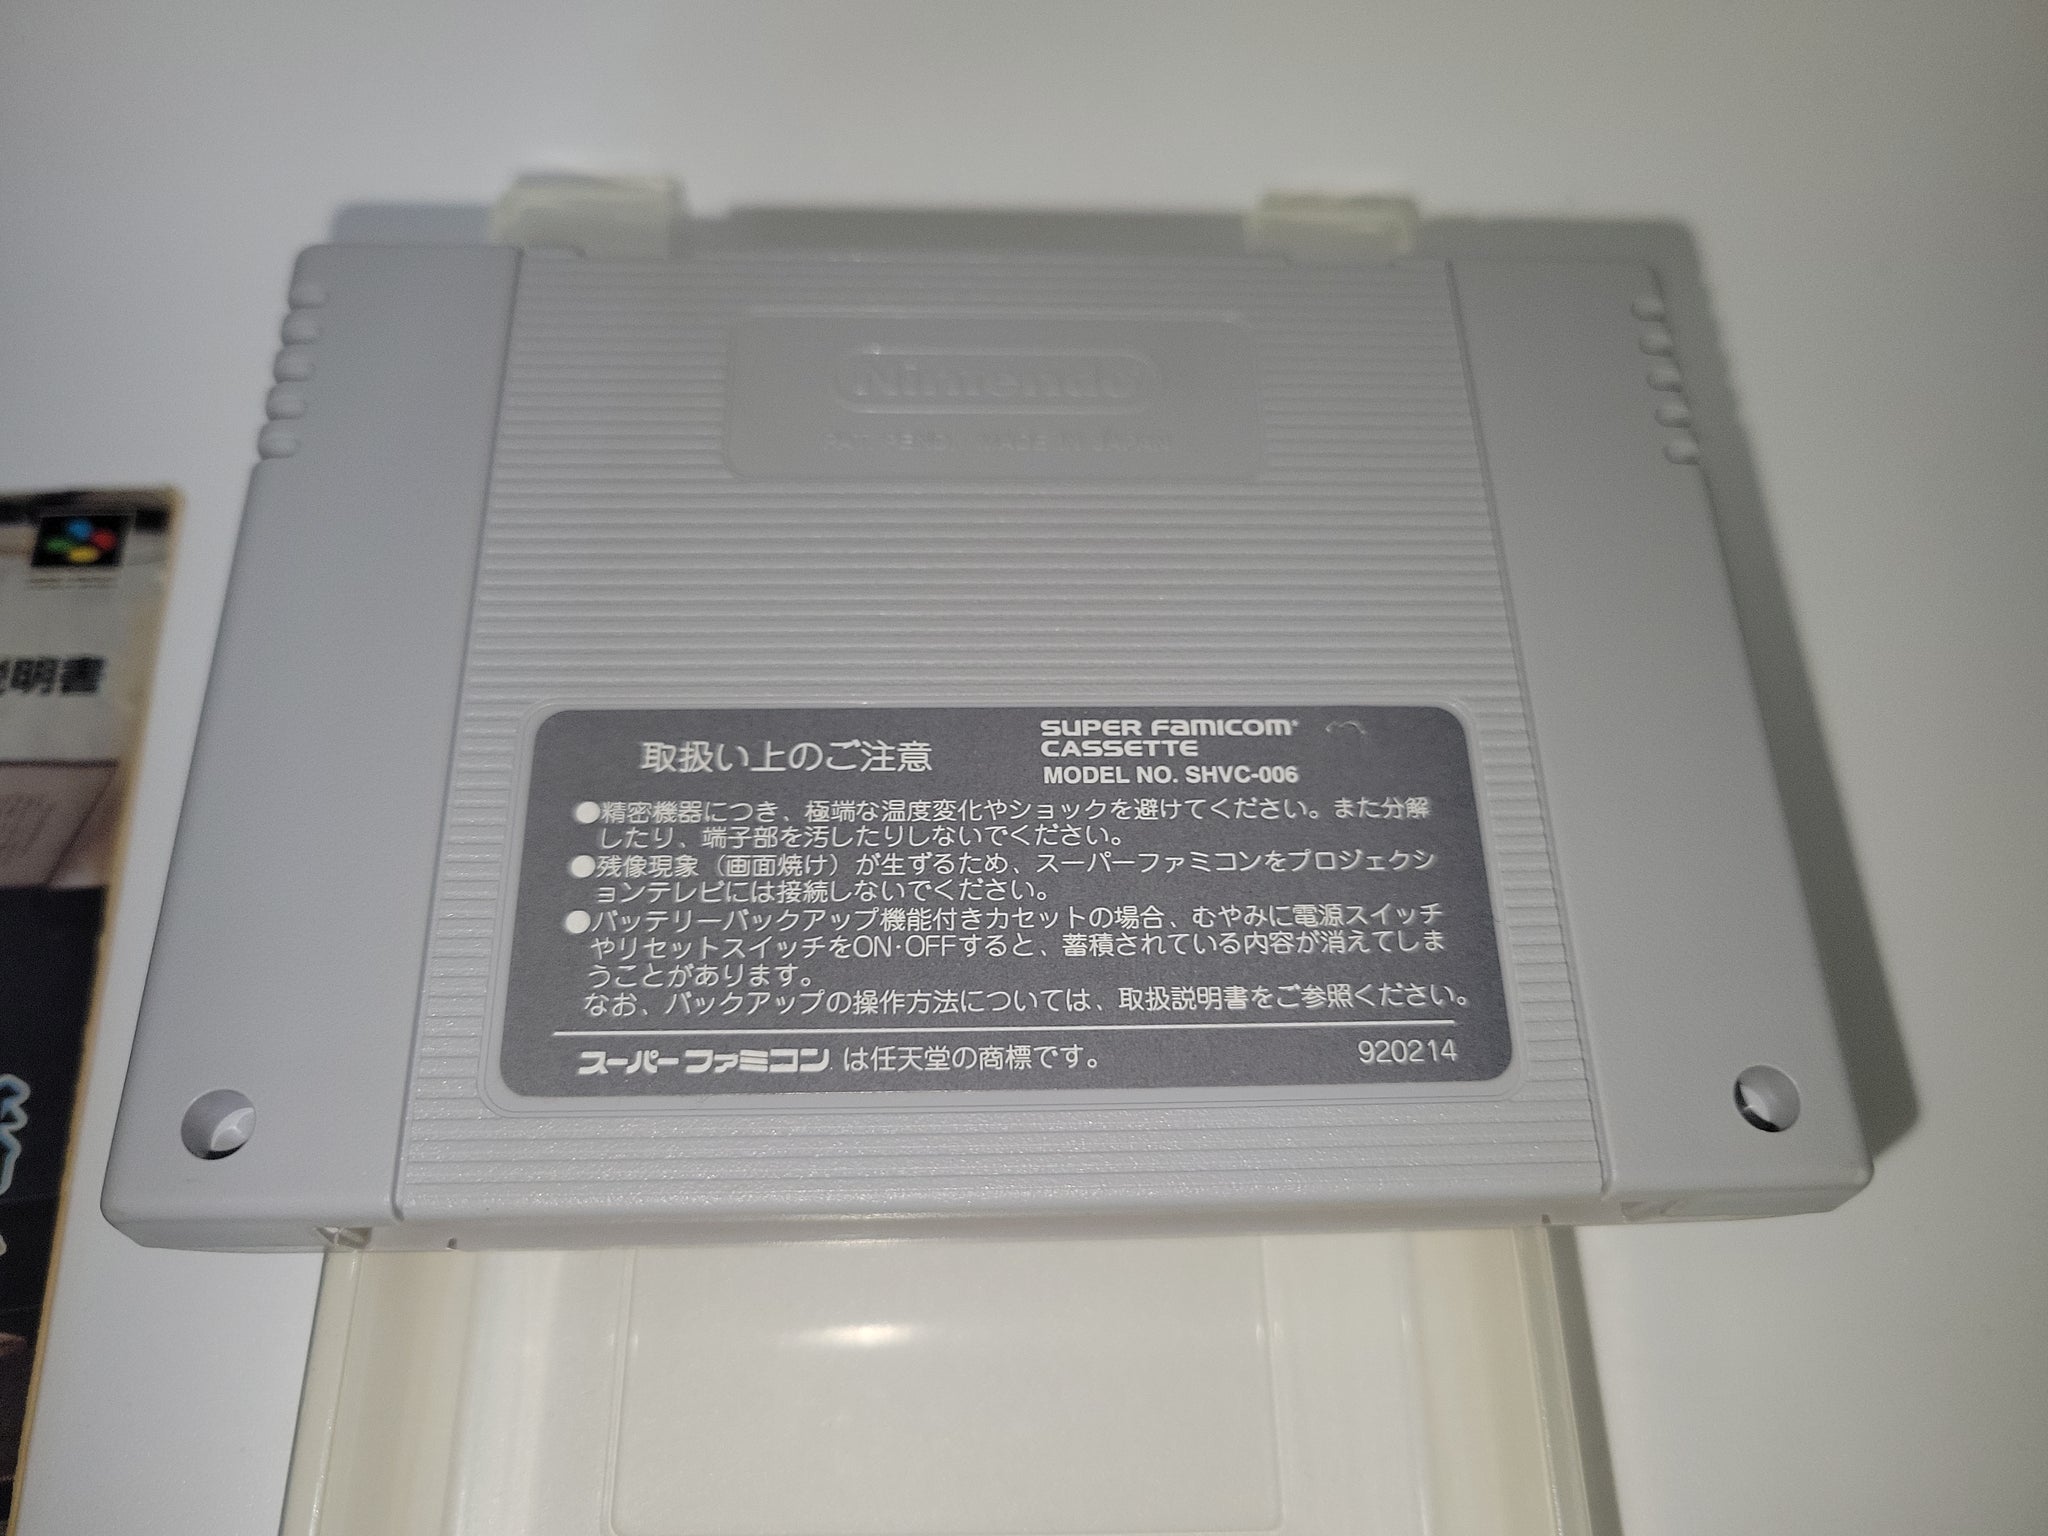 Nintendo
PAT. PEND. MADE IN JAPAN
説明書
取扱い上のご注意
SUPER FAMICOM
CASSETTE
MODEL NO. SHVC-006
●精密機器につき、極端な温度変化やショックを避けてください。また分解
したり、端子部を汚したりしないでください。
●残像現象（画面焼け）が生ずるため、スーパーファミコンをプロジェクシ
ョンテレビには接続しないでください。
●バッテリーバックアップ機能付きカセットの場合、むやみに電源スイッチ
やリセットスイッチをON・OFFすると、蓄積されている内容が消えてしま
うことがあります。
なお、バックアップの操作方法については、取扱説明書をご参照ください。
スーパーファミコン は任天堂の商標です。
920214